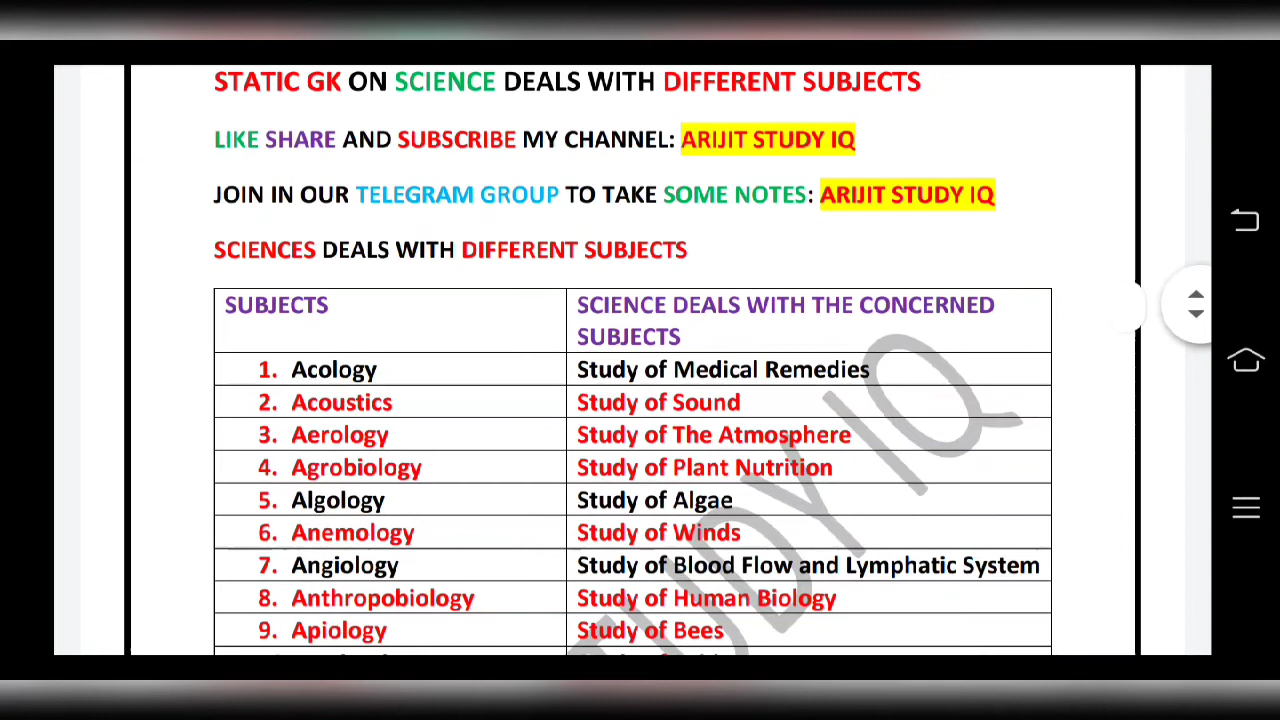 STATIC GK ON SCIENCE DEALS WITH DIFFERENT SUBJECTS
LIKE SHARE AND SUBSCRIBE MY CHANNEL: ARIJIT STUDY IQ
JOIN IN OUR TELEGRAM GROUP TO TAKE SOME NOTES: ARIJIT STUDY IQ
SCIENCES DEALS WITH DIFFERENT SUBJECTS
SUBJECTS
SCIENCE DEALS WITH THE CONCERNED
SUBJECTS
1. Acology Study of Medical Remedies
2. Acoustics Study of Sound
3. Aerology Study of The Atmosphere
4. Agrobiology Study of Plant Nutrition
5. Algology Study of Algae
6. Anemology Study of Winds
7. Angiology Study of Blood Flow and Lymphatic System
8. Anthropobiology Study of Human Biology
9. Apiology Study of Bees
STUDY IQ